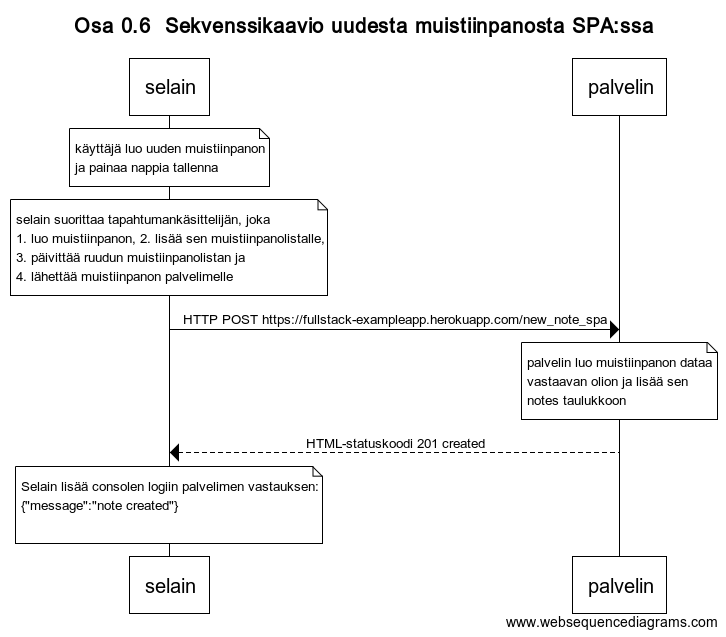 Osa 0.6 Sekvenssikaavio uudesta muistiinpanosta SPA:ssa
selain
palvelin
käyttäjä luo uuden muistiinpanon
ja painaa nappia tallenna
selain suorittaa tapahtumankäsittelijän, joka
1. luo muistiinpanon, 2. lisää sen muistiinpanolistalle,
3. päivittää ruudun muistiinpanolistan ja
4. lähettää muistiinpanon palvelimelle
HTTP POST https://fullstack-exampleapp.herokuapp.com/new_note_spa
palvelin luo muistiinpanon dataa
vastaavan olion ja lisää sen
notes taulukkoon
HTML-statuskoodi 201 created
Selain lisää consolen logiin palvelimen vastauksen:
{"message":"note created"}
selain
palvelin
www.websequencediagrams.com